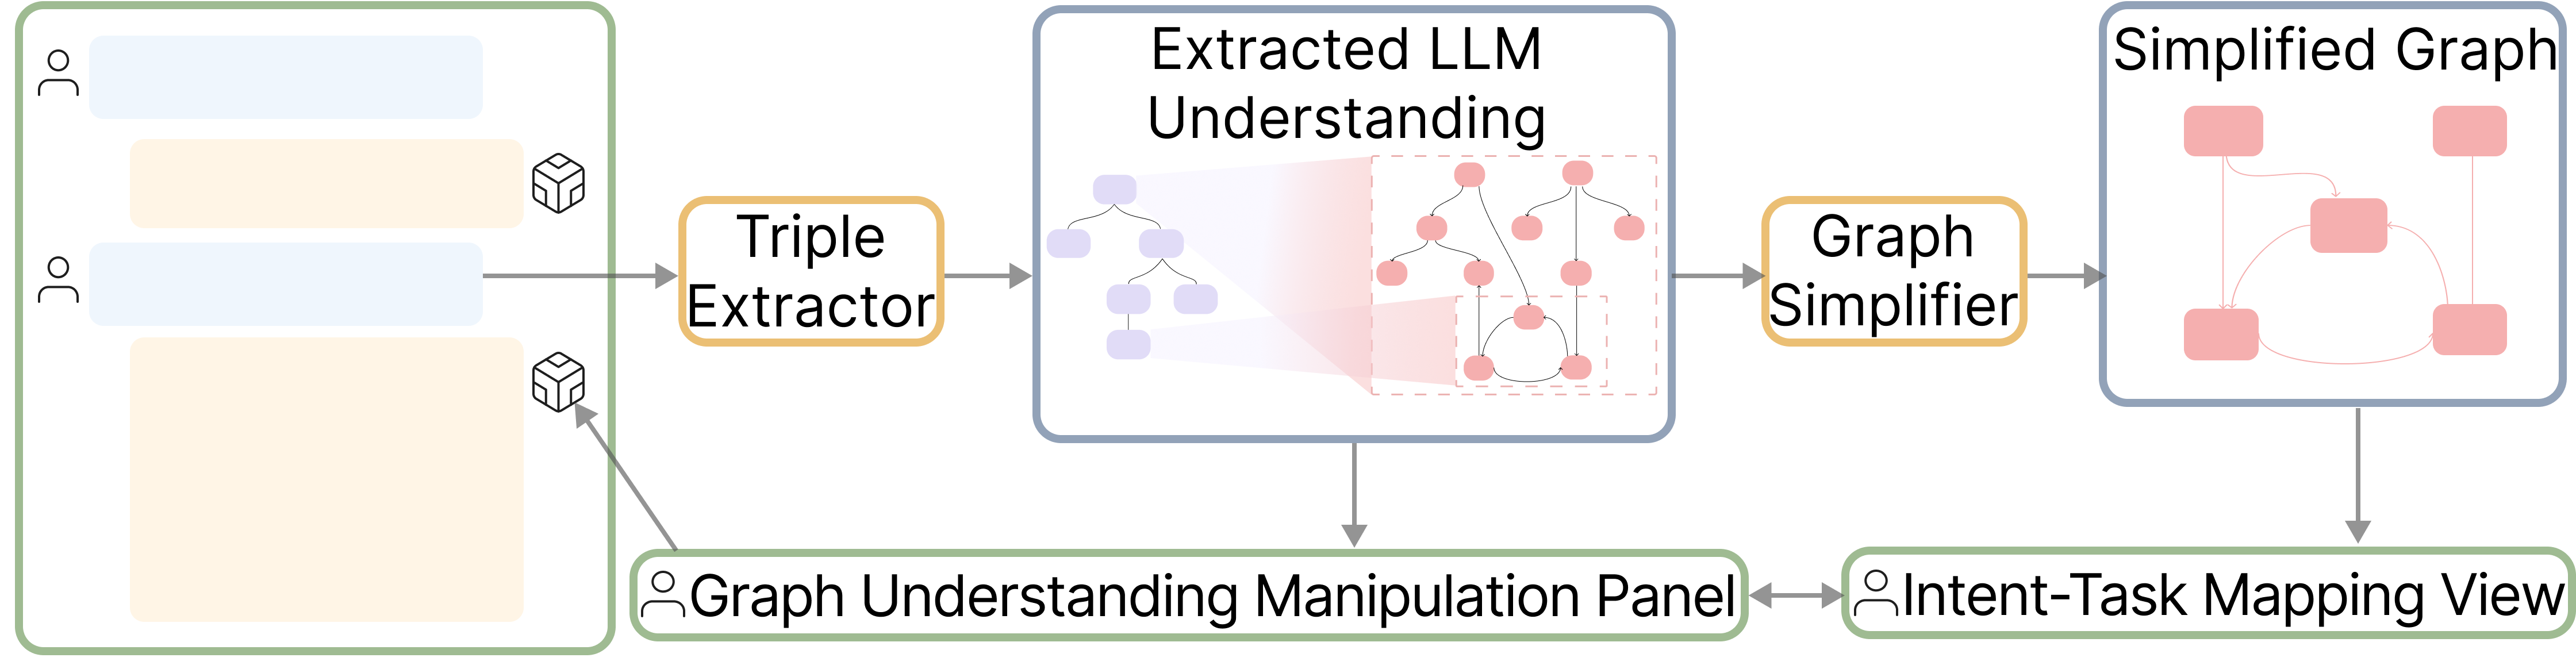 Extracted LLM
Understanding
Simplified Graph
Triple
Extractor
Graph
Simplifier
Graph Understanding Manipulation Panel
Intent-Task Mapping View